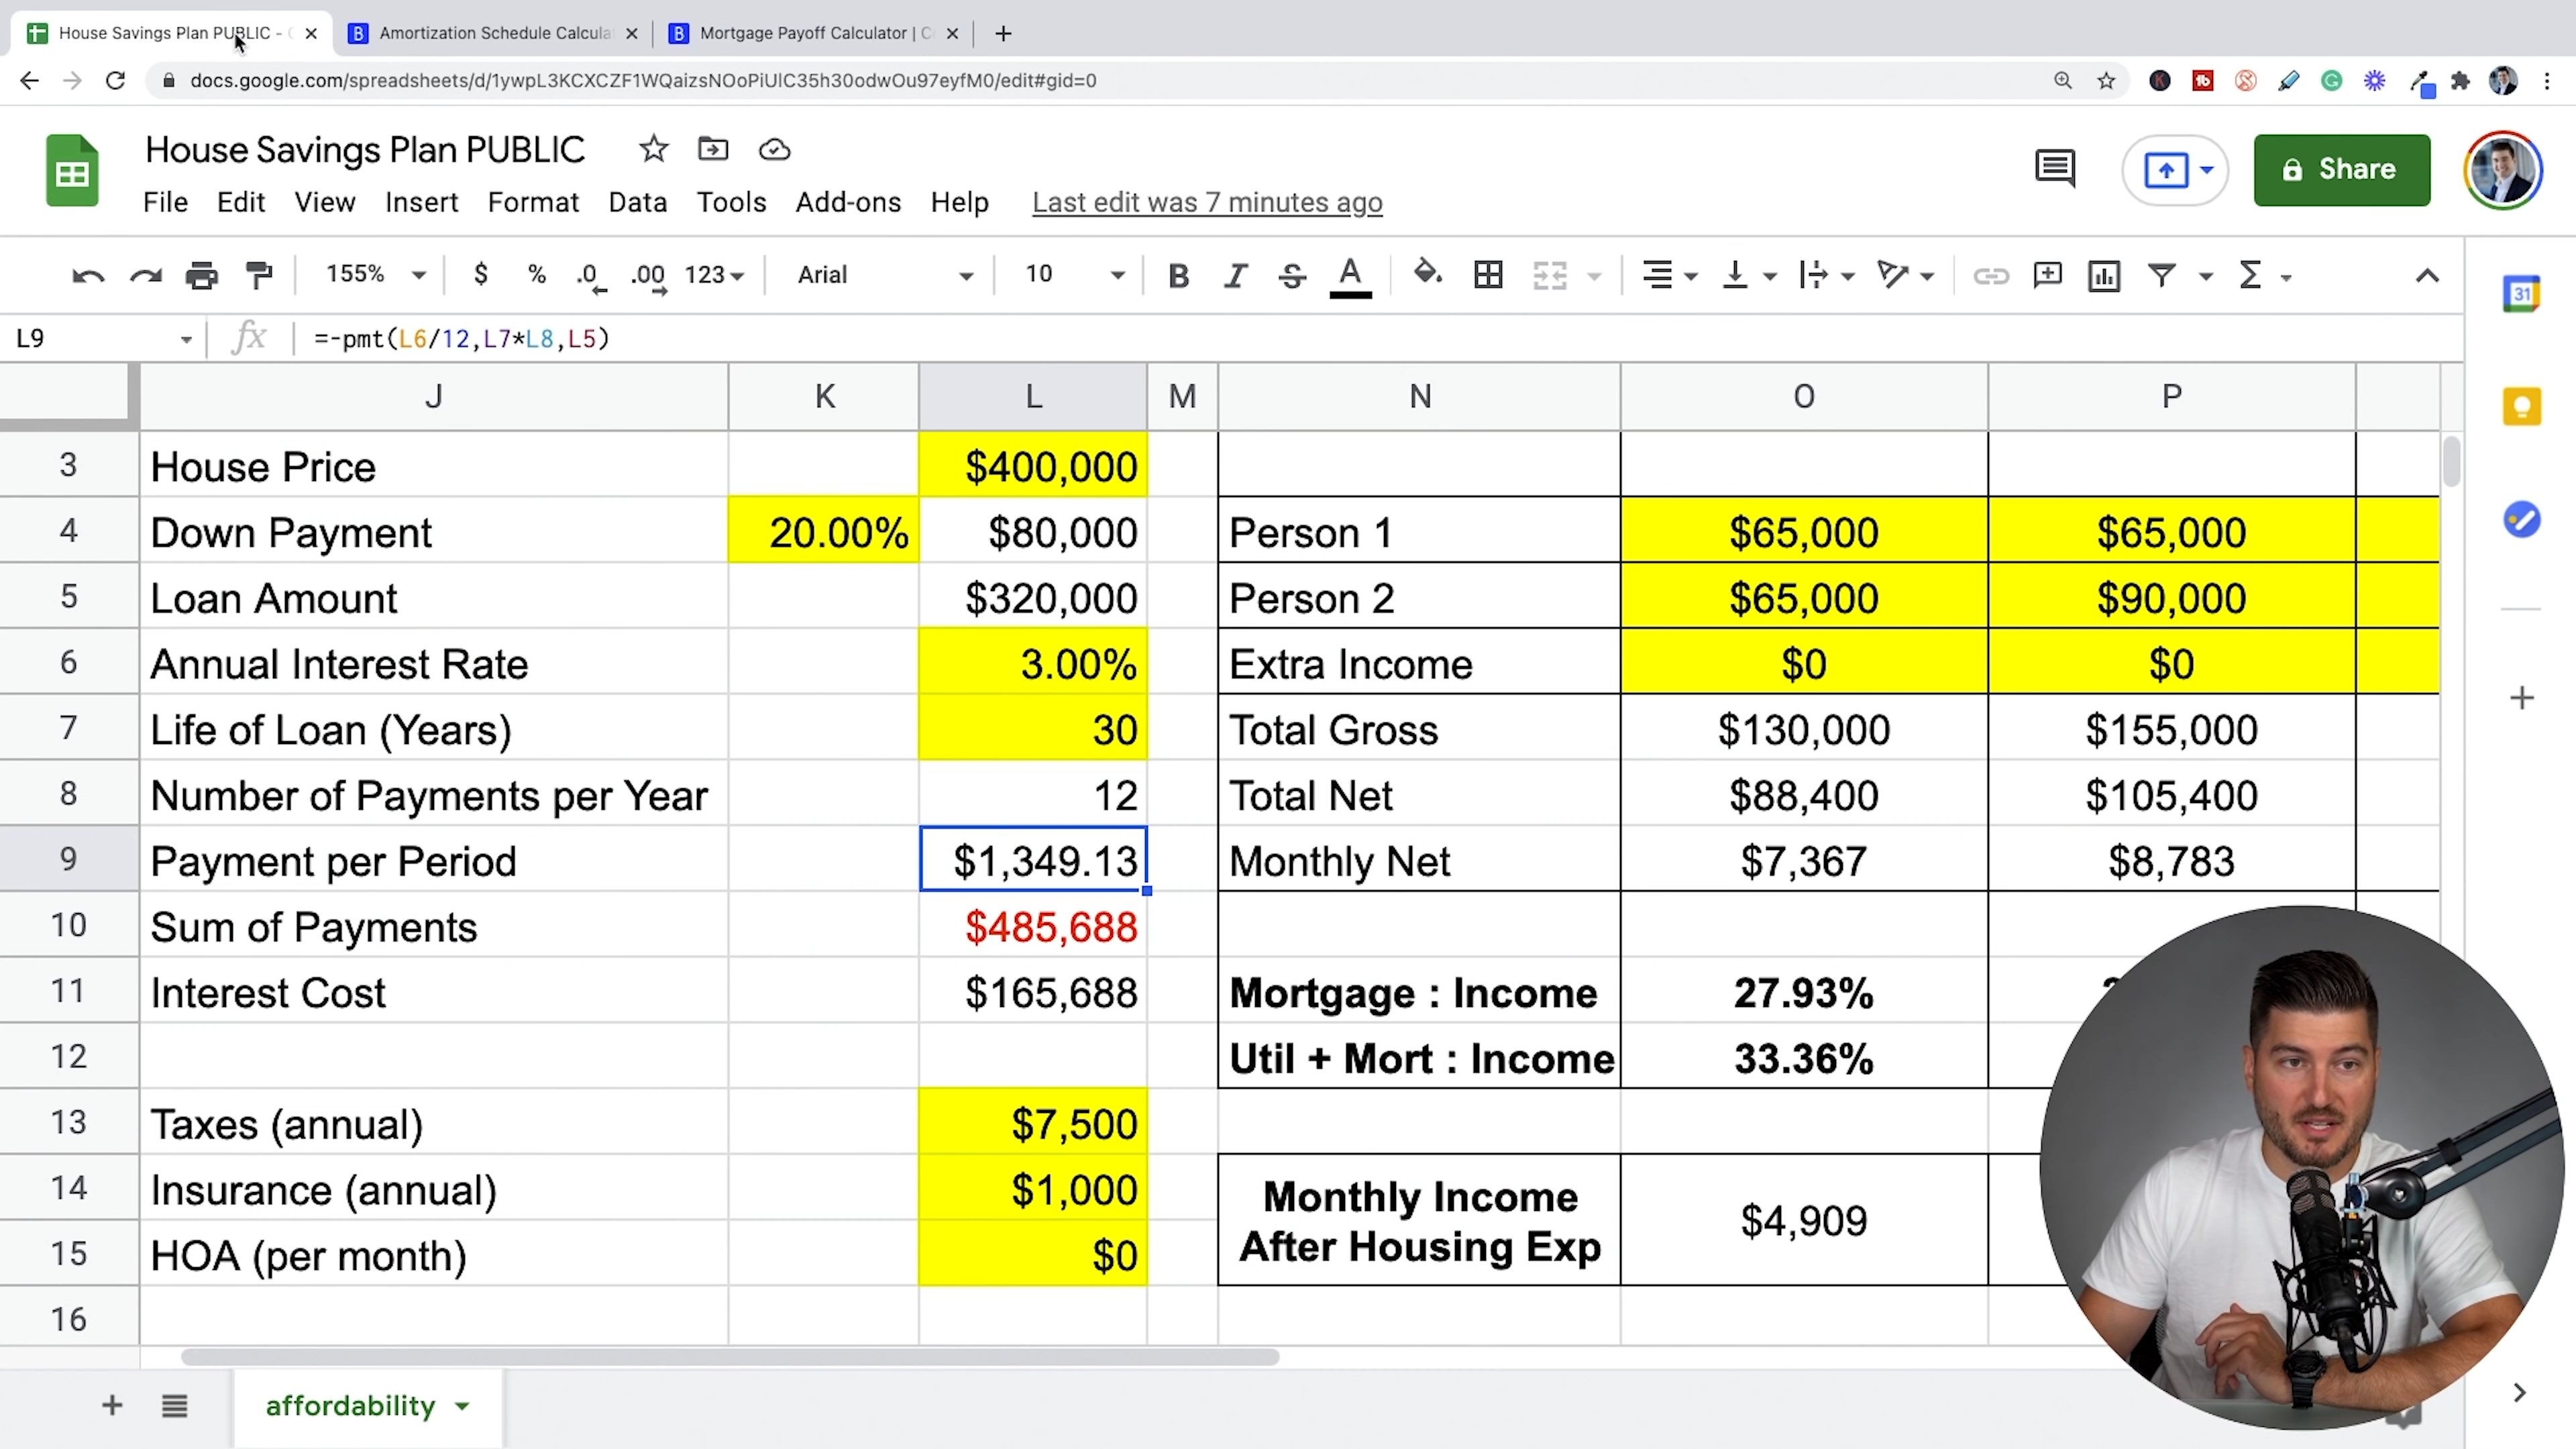 House Savings Plan PUBLIC -
Amortization Schedule Calcula
Mortgage Payoff Calculator | C
docs.google.com/spreadsheets/d/1ywpL3KCXCZF1WQaizsNOoPiUlC35h30odwOu97eyfM0/edit#gid=0
House Savings Plan PUBLIC
Share
File Edit View Insert Format Data Tools Add-ons Help Last edit was 7 minutes ago
155% $ % .0 .00 123 Arial 10 B I S A Σ
31
L9 fx =-pmt(L6/12,L7*L8,L5)
J K L M N O P
3 House Price $400,000
4 Down Payment 20.00% $80,000 Person 1 $65,000 $65,000
5 Loan Amount $320,000 Person 2 $65,000 $90,000
6 Annual Interest Rate 3.00% Extra Income $0 $0
7 Life of Loan (Years) 30 Total Gross $130,000 $155,000
8 Number of Payments per Year 12 Total Net $88,400 $105,400
9 Payment per Period $1,349.13 Monthly Net $7,367 $8,783
10 Sum of Payments $485,688
11 Interest Cost $165,688 Mortgage : Income 27.93%
12 Util + Mort : Income 33.36%
13 Taxes (annual) $7,500
14 Insurance (annual) $1,000 Monthly Income
After Housing Exp $4,909
15 HOA (per month) $0
16
affordability